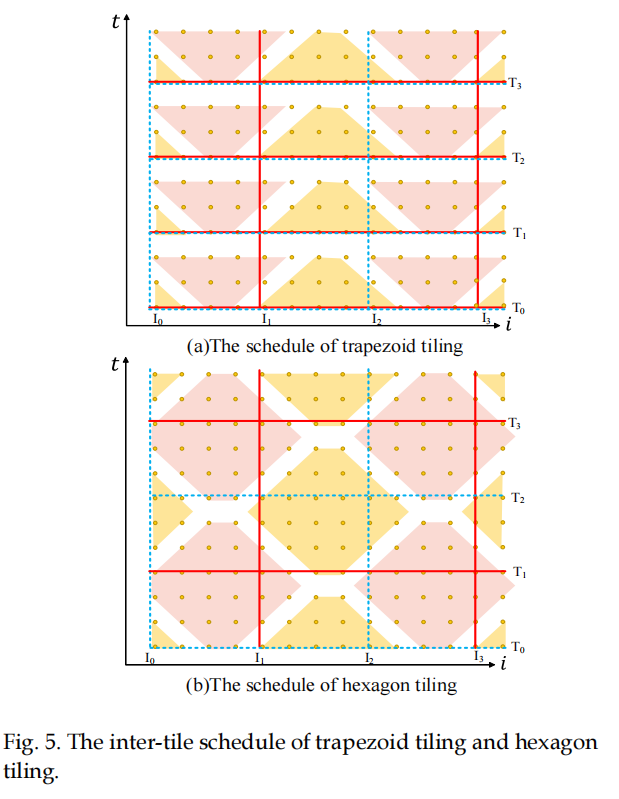 t
T₃
T₂
T₁
T₀
I₀ I₁ I₂ I₃ i
(a)The schedule of trapezoid tiling
t
T₃
T₂
T₁
T₀
I₀ I₁ I₂ I₃ i
(b)The schedule of hexagon tiling
Fig. 5. The inter-tile schedule of trapezoid tiling and hexagon
tiling.